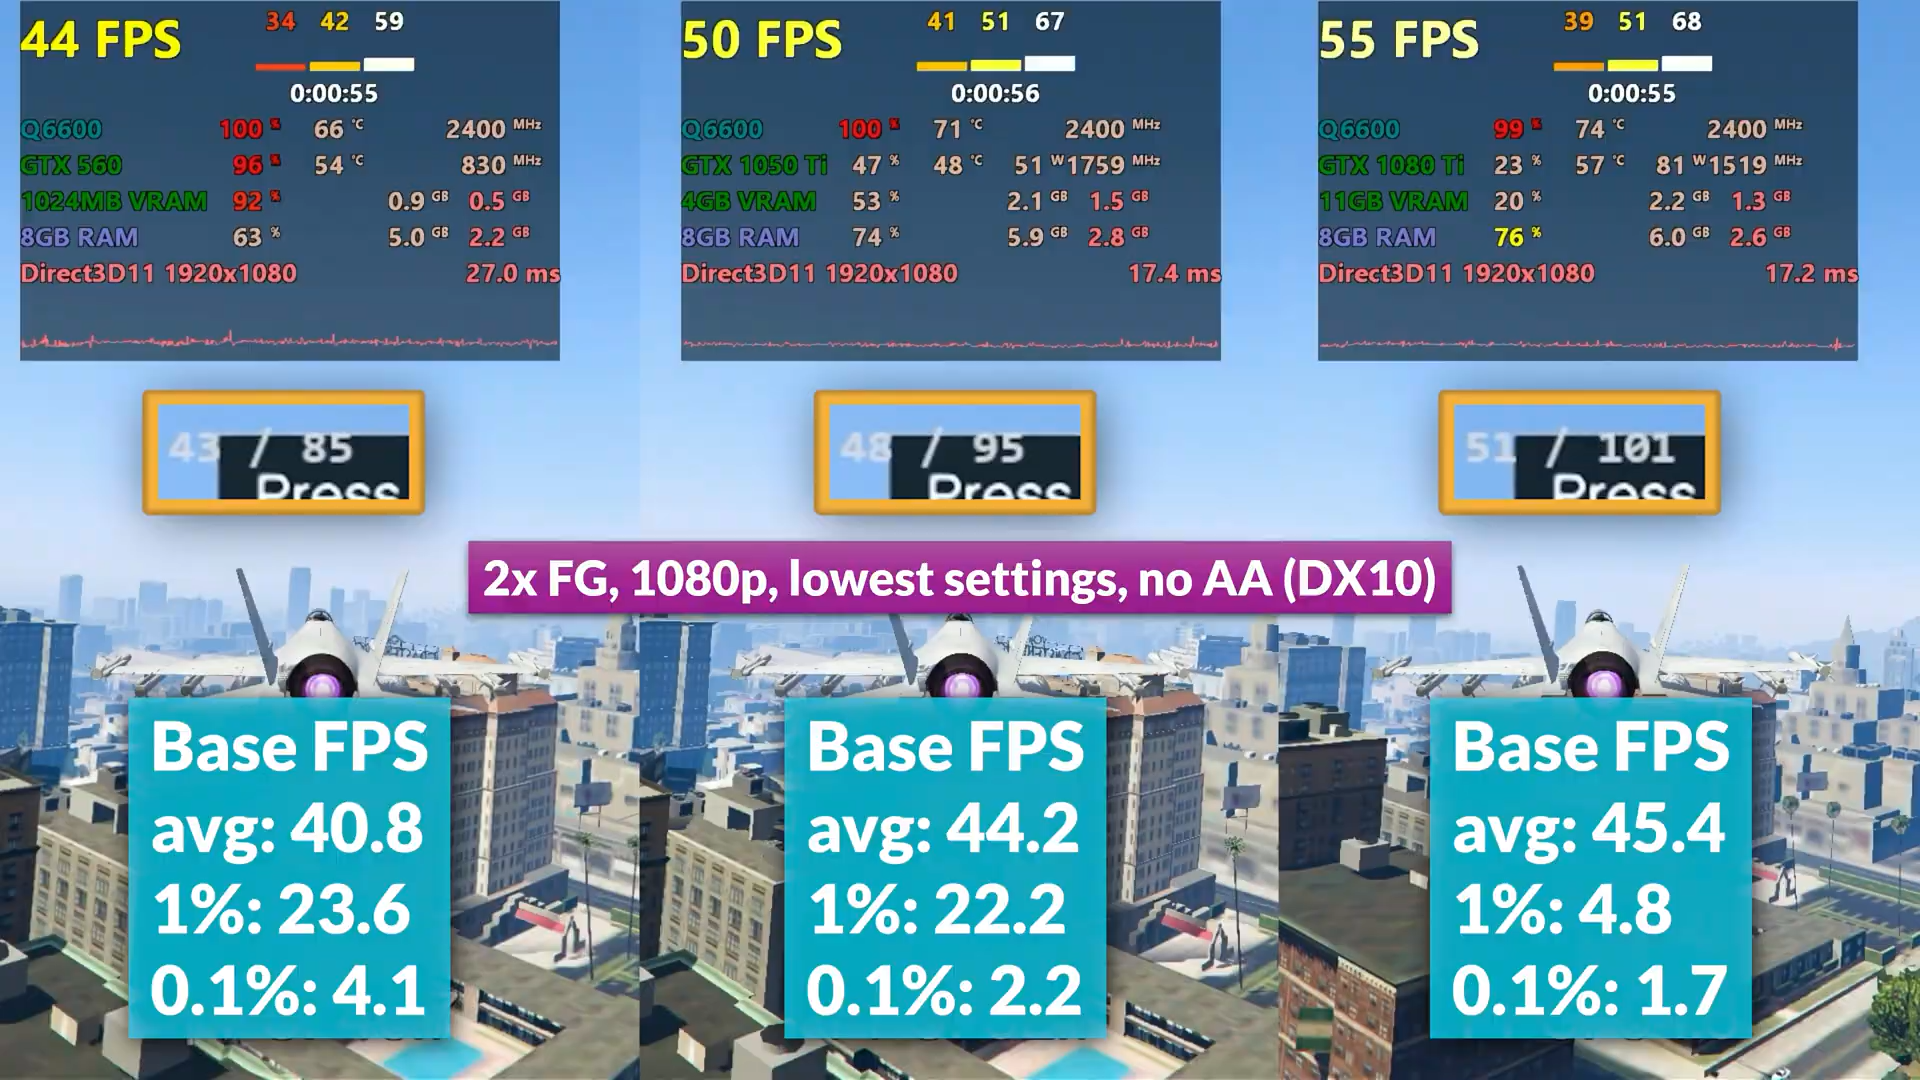 44 FPS
34 42 59
0:00:55
Q6600 100 % 66 °C 2400 MHz
GTX 560 96 % 54 °C 830 MHz
1024MB VRAM 92 % 0.9 GB 0.5 GB
8GB RAM 63 % 5.0 GB 2.2 GB
Direct3D11 1920x1080 27.0 ms
50 FPS
41 51 67
0:00:56
Q6600 100 % 71 °C 2400 MHz
GTX 1050 Ti 47 % 48 °C 51 W 1759 MHz
4GB VRAM 53 % 2.1 GB 1.5 GB
8GB RAM 74 % 5.9 GB 2.8 GB
Direct3D11 1920x1080 17.4 ms
55 FPS
39 51 68
0:00:55
Q6600 99 % 74 °C 2400 MHz
GTX 1080 Ti 23 % 57 °C 81 W 1519 MHz
11GB VRAM 20 % 2.2 GB 1.3 GB
8GB RAM 76 % 6.0 GB 2.6 GB
Direct3D11 1920x1080 17.2 ms
43 / 85
Press
48 / 95
Press
51 / 101
Press
2x FG, 1080p, lowest settings, no AA (DX10)
Base FPS
avg: 40.8
1%: 23.6
0.1%: 4.1
Base FPS
avg: 44.2
1%: 22.2
0.1%: 2.2
Base FPS
avg: 45.4
1%: 4.8
0.1%: 1.7